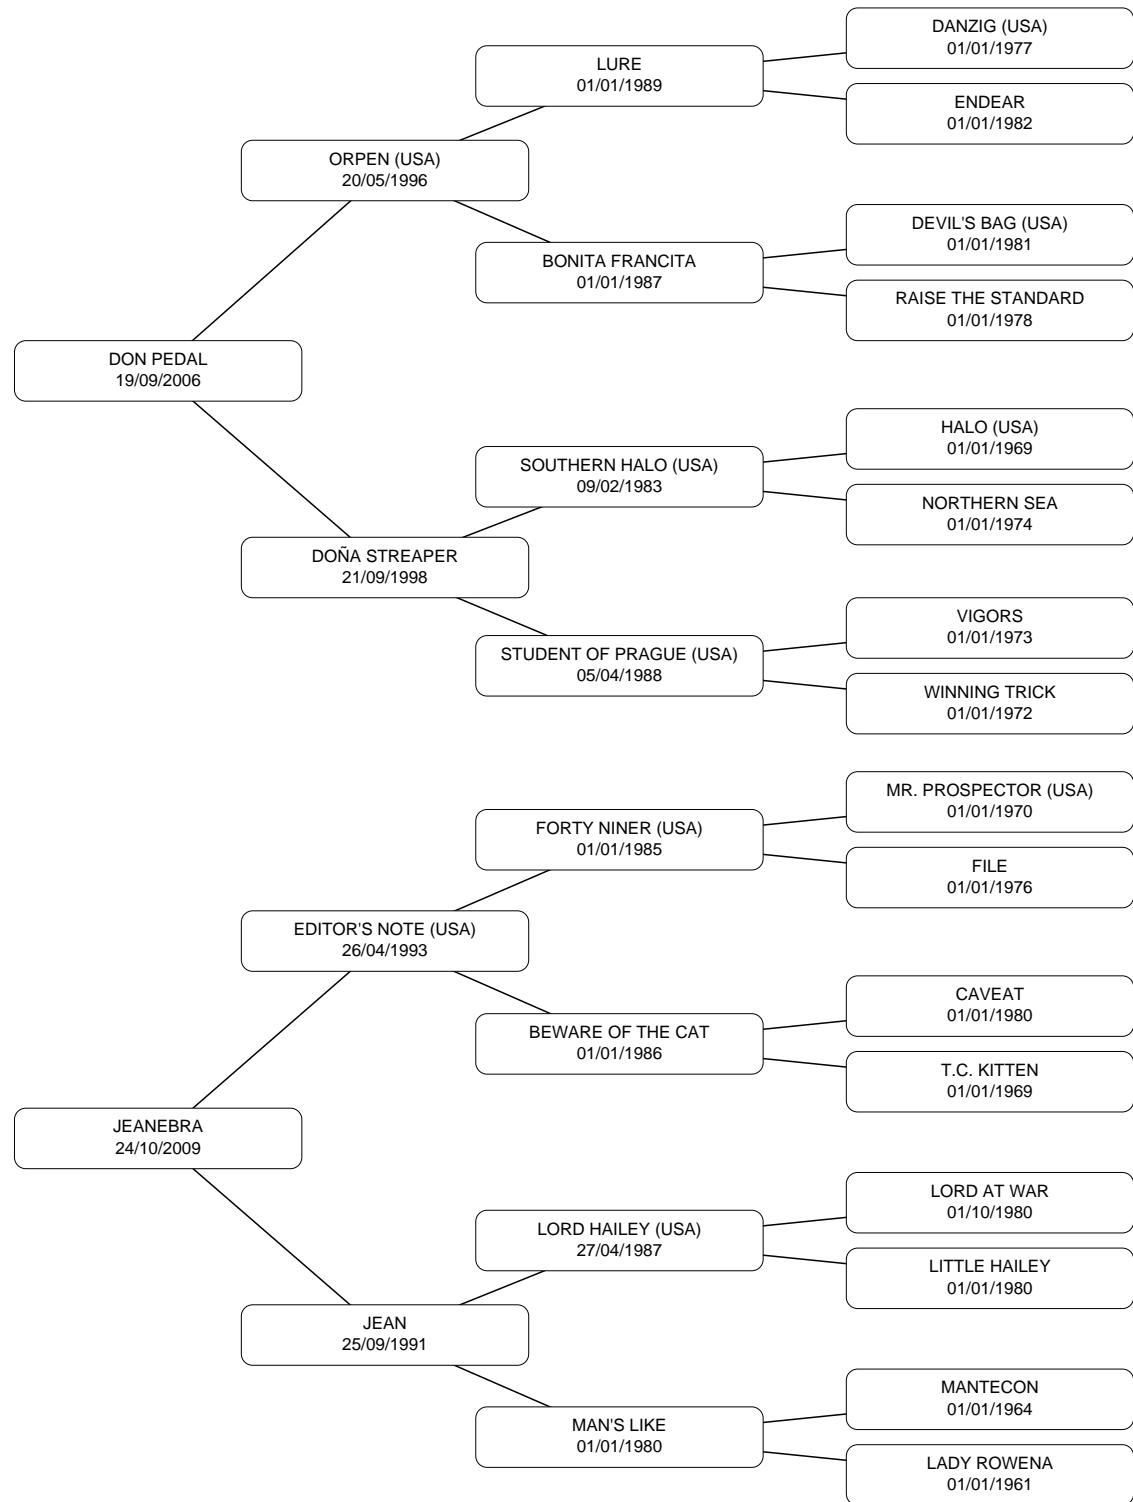 DANZIG (USA)
01/01/1977
LURE
01/01/1989
ENDEAR
01/01/1982
ORPEN (USA)
20/05/1996
DEVIL'S BAG (USA)
01/01/1981
BONITA FRANCITA
01/01/1987
RAISE THE STANDARD
01/01/1978
DON PEDAL
19/09/2006
HALO (USA)
01/01/1969
SOUTHERN HALO (USA)
09/02/1983
NORTHERN SEA
01/01/1974
DOÑA STREAPER
21/09/1998
VIGORS
01/01/1973
STUDENT OF PRAGUE (USA)
05/04/1988
WINNING TRICK
01/01/1972
MR. PROSPECTOR (USA)
01/01/1970
FORTY NINER (USA)
01/01/1985
FILE
01/01/1976
EDITOR'S NOTE (USA)
26/04/1993
CAVEAT
01/01/1980
BEWARE OF THE CAT
01/01/1986
T.C. KITTEN
01/01/1969
JEANEBRA
24/10/2009
LORD AT WAR
01/10/1980
LORD HAILEY (USA)
27/04/1987
LITTLE HAILEY
01/01/1980
JEAN
25/09/1991
MANTECON
01/01/1964
MAN'S LIKE
01/01/1980
LADY ROWENA
01/01/1961